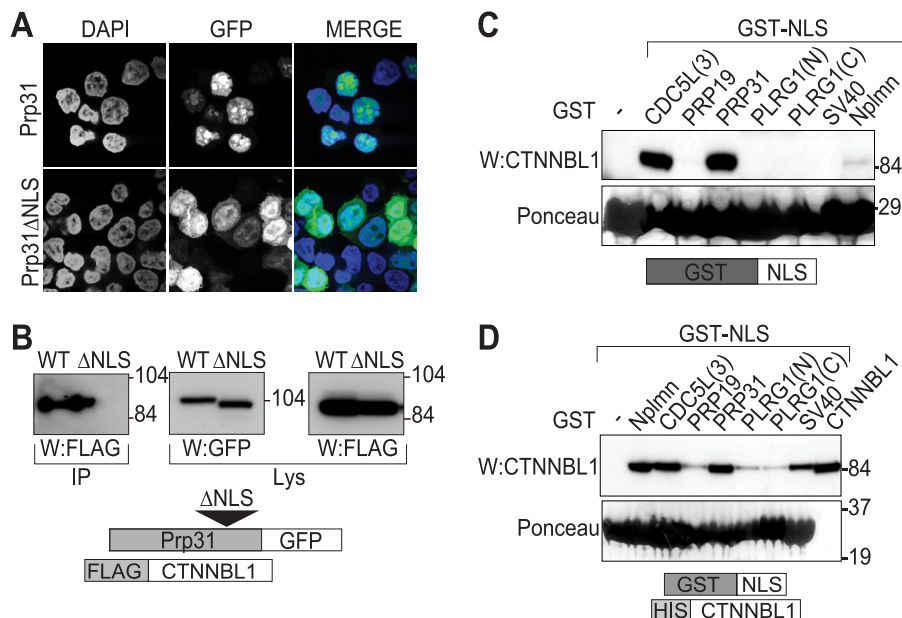 A
DAPI GFP MERGE
Prp31
Prp31ΔNLS
B
WT ΔNLS WT ΔNLS WT ΔNLS
104
84
104
104
84
W:FLAG W:GFP W:FLAG
IP Lys
ΔNLS
Prp31 GFP
FLAG CTNNBL1
C
GST-NLS
GST - CDC5L(3) PRP19 PRP31 PLRG1(N) PLRG1(C) SV40 Nplmn
W:CTNNBL1 -84
Ponceau -29
GST NLS
D
GST-NLS
GST - Nplmn CDC5L(3) PRP19 PRP31 PLRG1(N) PLRG1(C) SV40 CTNNBL1
W:CTNNBL1 -84
Ponceau -37
-19
GST NLS
HIS CTNNBL1